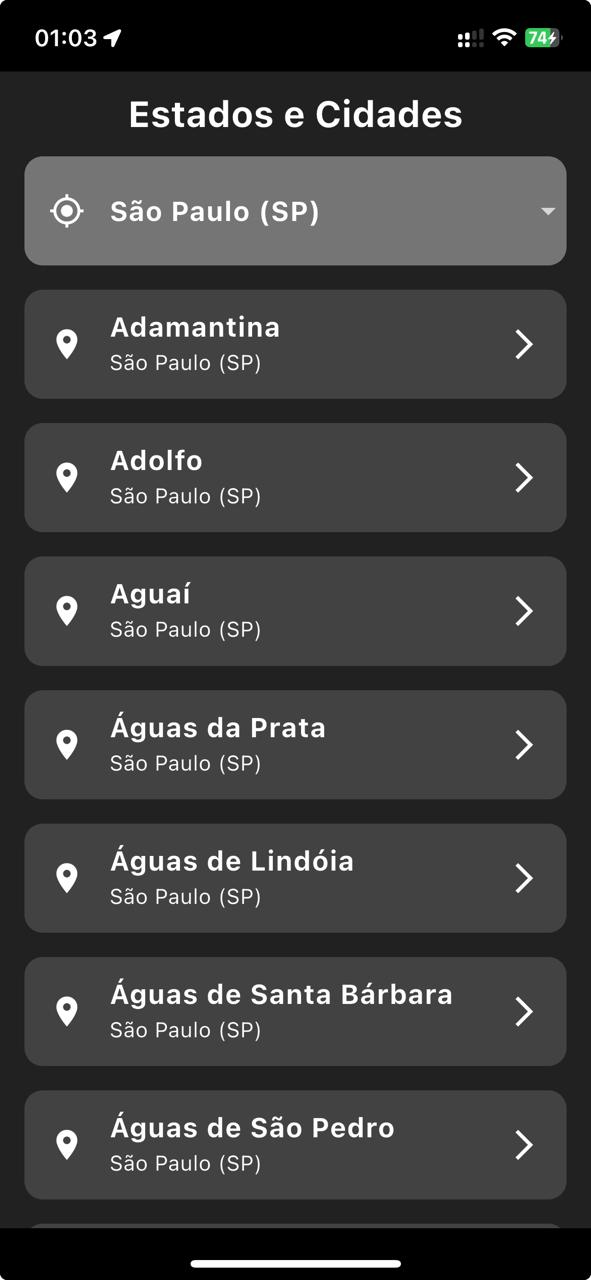 01:03
74
Estados e Cidades
São Paulo (SP)
Adamantina
São Paulo (SP)
Adolfo
São Paulo (SP)
Aguaí
São Paulo (SP)
Águas da Prata
São Paulo (SP)
Águas de Lindóia
São Paulo (SP)
Águas de Santa Bárbara
São Paulo (SP)
Águas de São Pedro
São Paulo (SP)